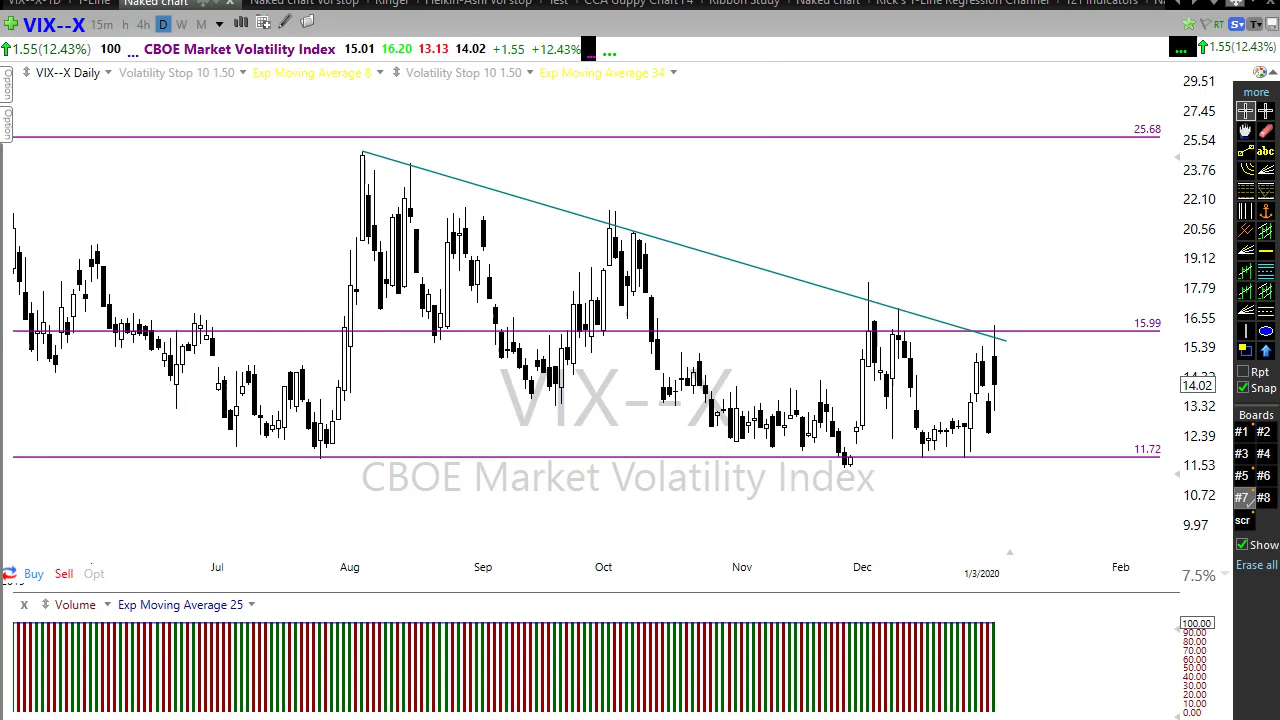 Naked chart
VIX--X 15m h 4h D W M
RT S T
1.55(12.43%) 100 ... CBOE Market Volatility Index 15.01 16.20 13.13 14.02 +1.55 +12.43% ... ... 1.55(12.43%)
VIX--X Daily Volatility Stop 10 1.50 Exp Moving Average 8 Volatility Stop 10 1.50 Exp Moving Average 34
Option
Option
29.51
27.45
25.68
25.54
23.76
22.10
20.56
19.12
17.79
16.55
15.99
15.39
14.02
13.32
12.39
11.72
11.53
10.72
9.97
7.5%
VIX--X
CBOE Market Volatility Index
Jul Aug Sep Oct Nov Dec 1/3/2020 Feb
Buy Sell Opt
X Volume Exp Moving Average 25
100.00
90.00
80.00
70.00
60.00
50.00
40.00
30.00
20.00
10.00
0.00
more
abc
Rpt
Snap
Boards
#1 #2
#3 #4
#5 #6
#7 #8
scr
Show
Erase all